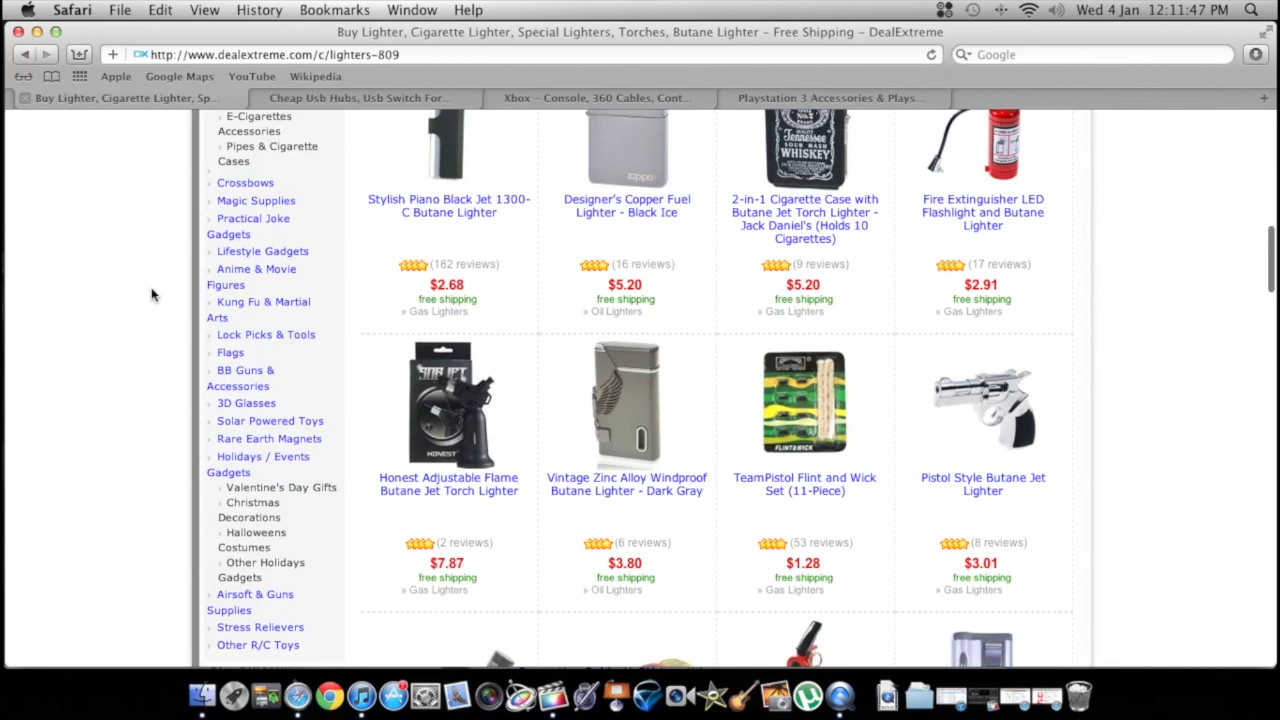 Safari File Edit View History Bookmarks Window Help Wed 4 Jan 12:11:47 PM
Buy Lighter, Cigarette Lighter, Special Lighters, Torches, Butane Lighter – Free Shipping – DealExtreme
DX http://www.dealextreme.com/c/lighters-809 Google
Apple Google Maps YouTube Wikipedia
Buy Lighter, Cigarette Lighter, Sp... Cheap Usb Hubs, Usb Switch For... Xbox – Console, 360 Cables, Cont... Playstation 3 Accessories & Plays...
E-Cigarettes
Accessories
Pipes & Cigarette
Cases
Crossbows
Magic Supplies
Practical Joke
Gadgets
Lifestyle Gadgets
Anime & Movie
Figures
Kung Fu & Martial
Arts
Lock Picks & Tools
Flags
BB Guns &
Accessories
3D Glasses
Solar Powered Toys
Rare Earth Magnets
Holidays / Events
Gadgets
Valentine's Day Gifts
Christmas
Decorations
Halloweens
Costumes
Other Holidays
Gadgets
Airsoft & Guns
Supplies
Stress Relievers
Other R/C Toys
Stylish Piano Black Jet 1300-
C Butane Lighter
(182 reviews)
$2.68
free shipping
» Gas Lighters
zippo
Designer's Copper Fuel
Lighter - Black Ice
(16 reviews)
$5.20
free shipping
» Oil Lighters
Tennessee
SOUR MASH
WHISKEY
2-in-1 Cigarette Case with
Butane Jet Torch Lighter -
Jack Daniel's (Holds 10
Cigarettes)
(9 reviews)
$5.20
free shipping
» Gas Lighters
Fire Extinguisher LED
Flashlight and Butane
Lighter
(17 reviews)
$2.91
free shipping
» Gas Lighters
HONEST
Honest Adjustable Flame
Butane Jet Torch Lighter
(2 reviews)
$7.87
free shipping
» Gas Lighters
Vintage Zinc Alloy Windproof
Butane Lighter - Dark Gray
(6 reviews)
$3.80
free shipping
» Oil Lighters
FLINT&WICK
TeamPistol Flint and Wick
Set (11-Piece)
(53 reviews)
$1.28
free shipping
» Gas Lighters
Pistol Style Butane Jet
Lighter
(8 reviews)
$3.01
free shipping
» Gas Lighters